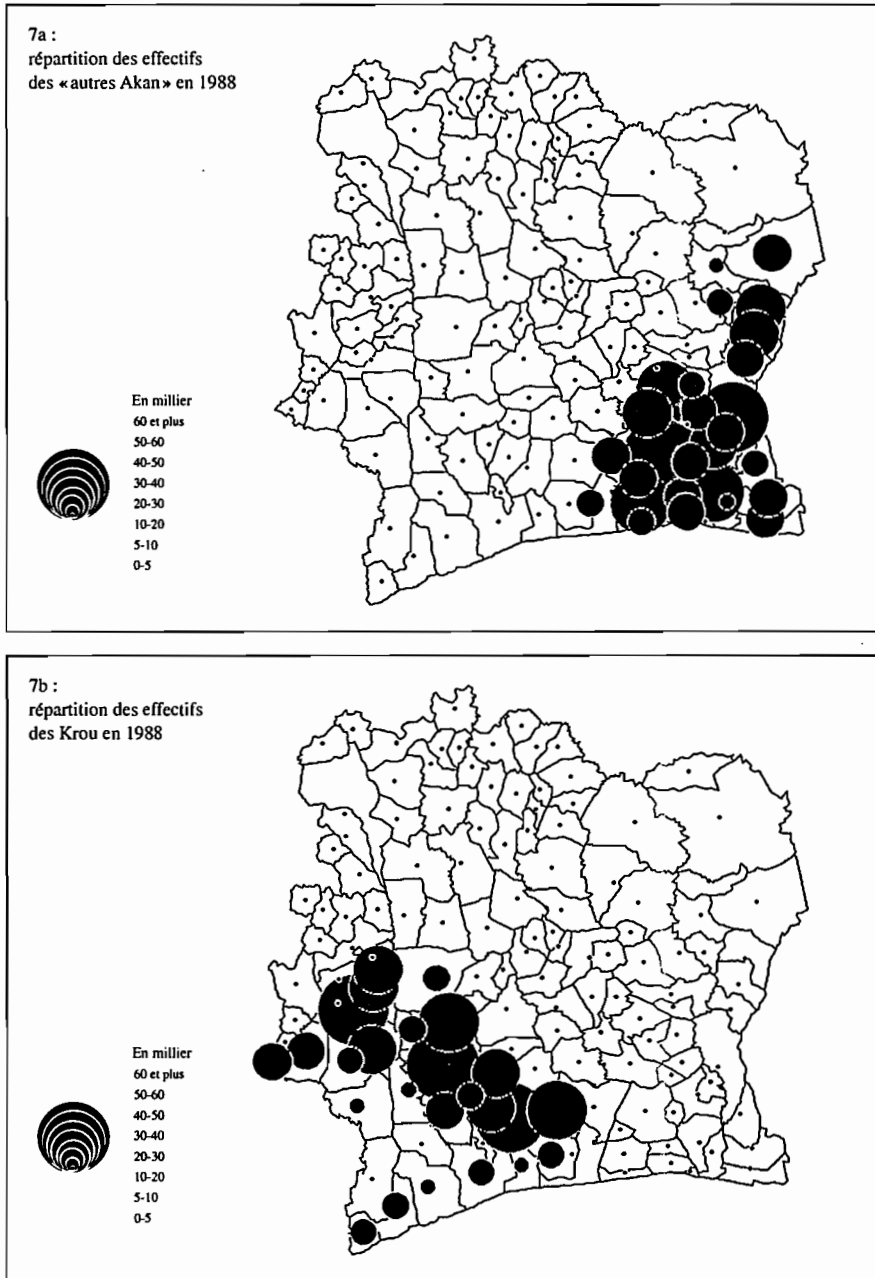 7a :
répartition des effectifs
des «autres Akan» en 1988
En millier
60 et plus
50-60
40-50
30-40
20-30
10-20
5-10
0-5
7b :
répartition des effectifs
des Krou en 1988
En millier
60 et plus
50-60
40-50
30-40
20-30
10-20
5-10
0-5